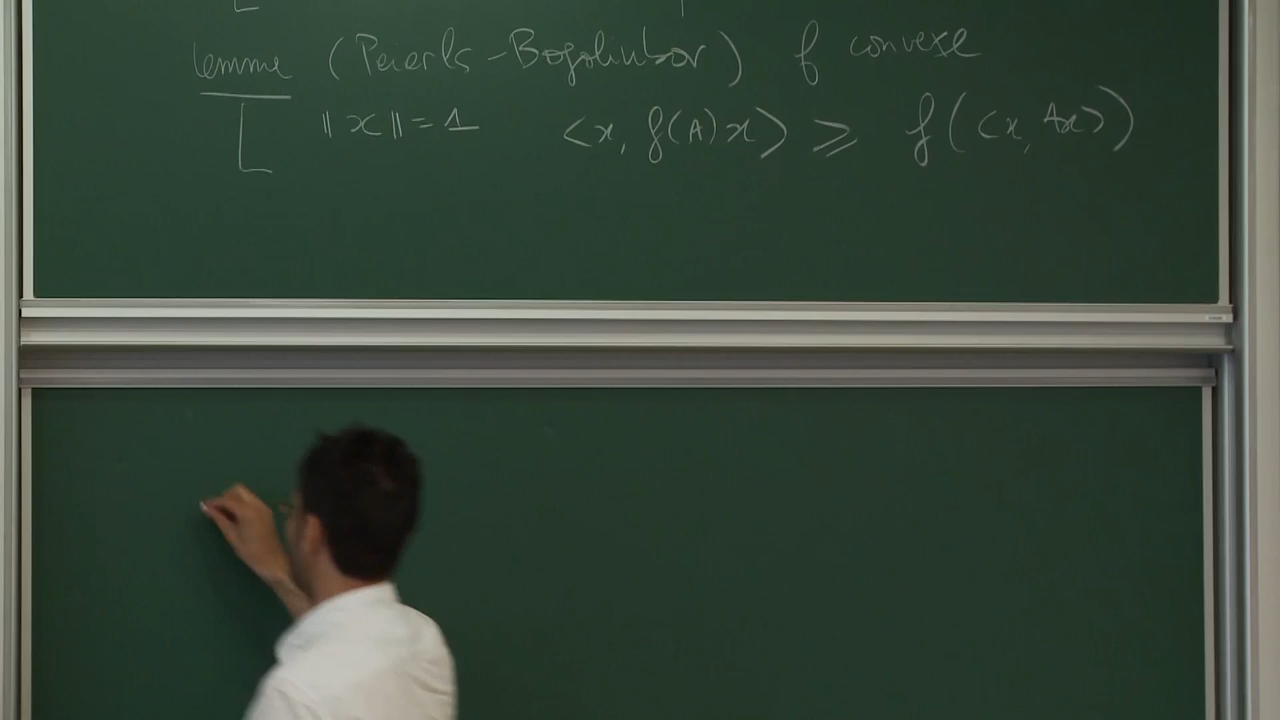 lemme (Peierls-Bogoliubov) f convexe
||x|| = 1 <x, f(A)x> ⩾ f(<x, Ax>)